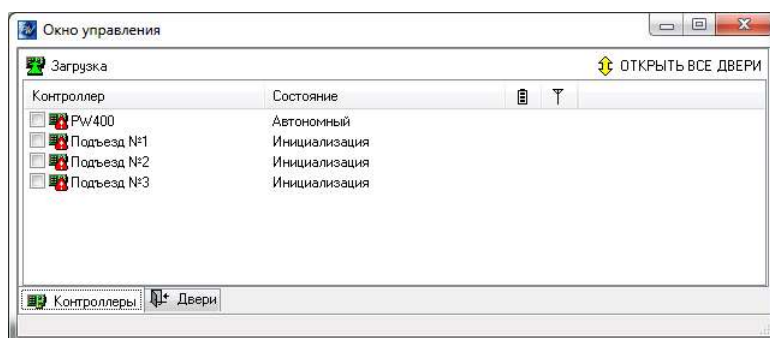 Окно управления
Загрузка ОТКРЫТЬ ВСЕ ДВЕРИ
Контроллер Состояние
PW400 Автономный
Подъезд №1 Инициализация
Подъезд №2 Инициализация
Подъезд №3 Инициализация
Контроллеры Двери